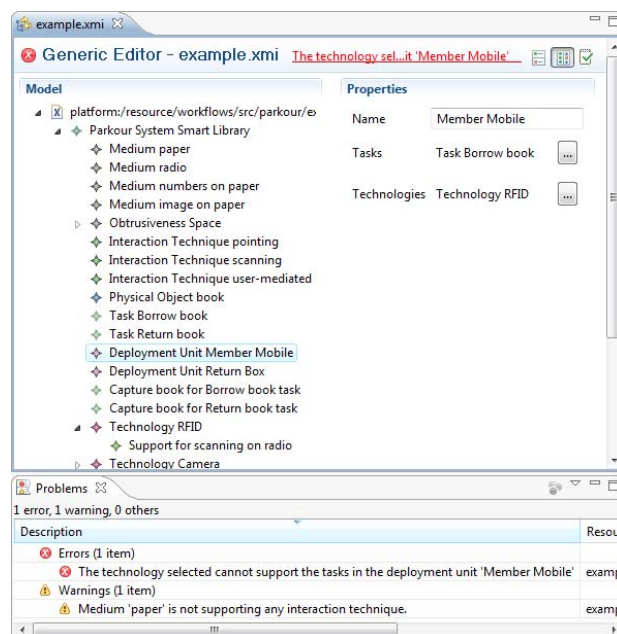 example.xmi
Generic Editor - example.xmi The technology sel...it 'Member Mobile'
Model
platform:/resource/workflows/src/parkour/e
Parkour System Smart Library
Medium paper
Medium radio
Medium numbers on paper
Medium image on paper
Obtrusiveness Space
Interaction Technique pointing
Interaction Technique scanning
Interaction Technique user-mediated
Physical Object book
Task Borrow book
Task Return book
Deployment Unit Member Mobile
Deployment Unit Return Box
Capture book for Borrow book task
Capture book for Return book task
Technology RFID
Support for scanning on radio
Technology Camera
Properties
Name Member Mobile
Tasks Task Borrow book ...
Technologies Technology RFID ...
Problems
1 error, 1 warning, 0 others
Description Resou
Errors (1 item)
The technology selected cannot support the tasks in the deployment unit 'Member Mobile' examp
Warnings (1 item)
Medium 'paper' is not supporting any interaction technique. examp